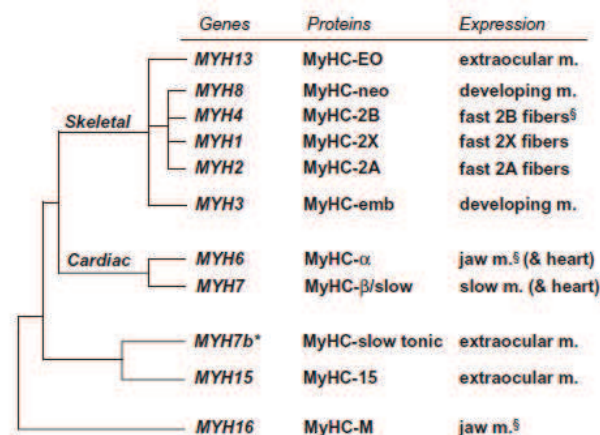 Genes Proteins Expression
MYH13 MyHC-EO extraocular m.
MYH8 MyHC-neo developing m.
Skeletal MYH4 MyHC-2B fast 2B fibers§
MYH1 MyHC-2X fast 2X fibers
MYH2 MyHC-2A fast 2A fibers
MYH3 MyHC-emb developing m.
Cardiac MYH6 MyHC-α jaw m.§ (& heart)
MYH7 MyHC-β/slow slow m. (& heart)
MYH7b* MyHC-slow tonic extraocular m.
MYH15 MyHC-15 extraocular m.
MYH16 MyHC-M jaw m.§